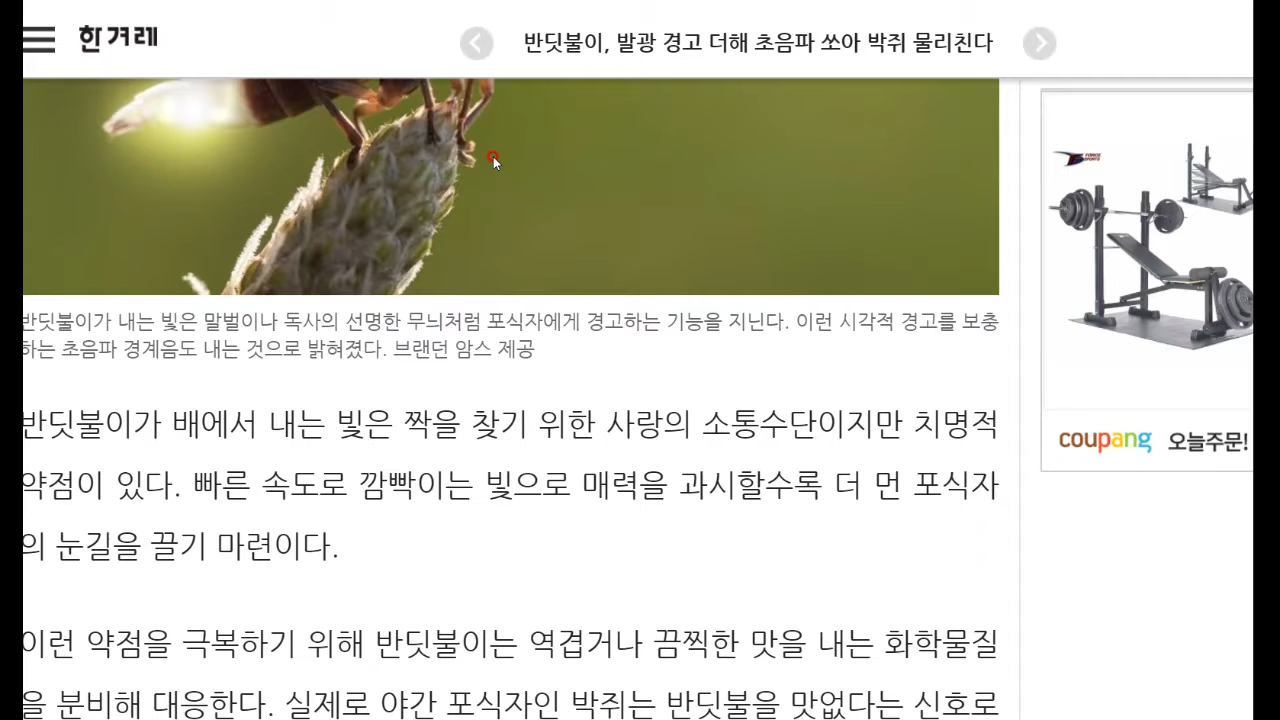 한겨레
반딧불이, 발광 경고 더해 초음파 쏘아 박쥐 물리친다
반딧불이가 내는 빛은 말벌이나 독사의 선명한 무늬처럼 포식자에게 경고하는 기능을 지닌다. 이런 시각적 경고를 보충
하는 초음파 경계음도 내는 것으로 밝혀졌다. 브랜던 암스 제공
반딧불이가 배에서 내는 빛은 짝을 찾기 위한 사랑의 소통수단이지만 치명적
약점이 있다. 빠른 속도로 깜빡이는 빛으로 매력을 과시할수록 더 먼 포식자
의 눈길을 끌기 마련이다.
이런 약점을 극복하기 위해 반딧불이는 역겹거나 끔찍한 맛을 내는 화학물질
을 분비해 대응한다. 실제로 야간 포식자인 박쥐는 반딧불을 맛없다는 신호로
coupang 오늘주문!